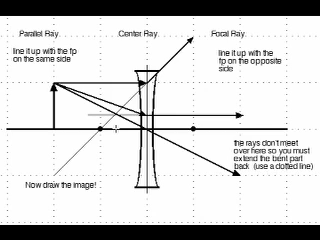 Parallel Ray
Center Ray
Focal Ray
line it up with the fp
on the same side
line it up with the
fp on the opposite
side
the rays don't meet
over here so you must
extend the bent part
back (use a dotted line)
Now draw the image!